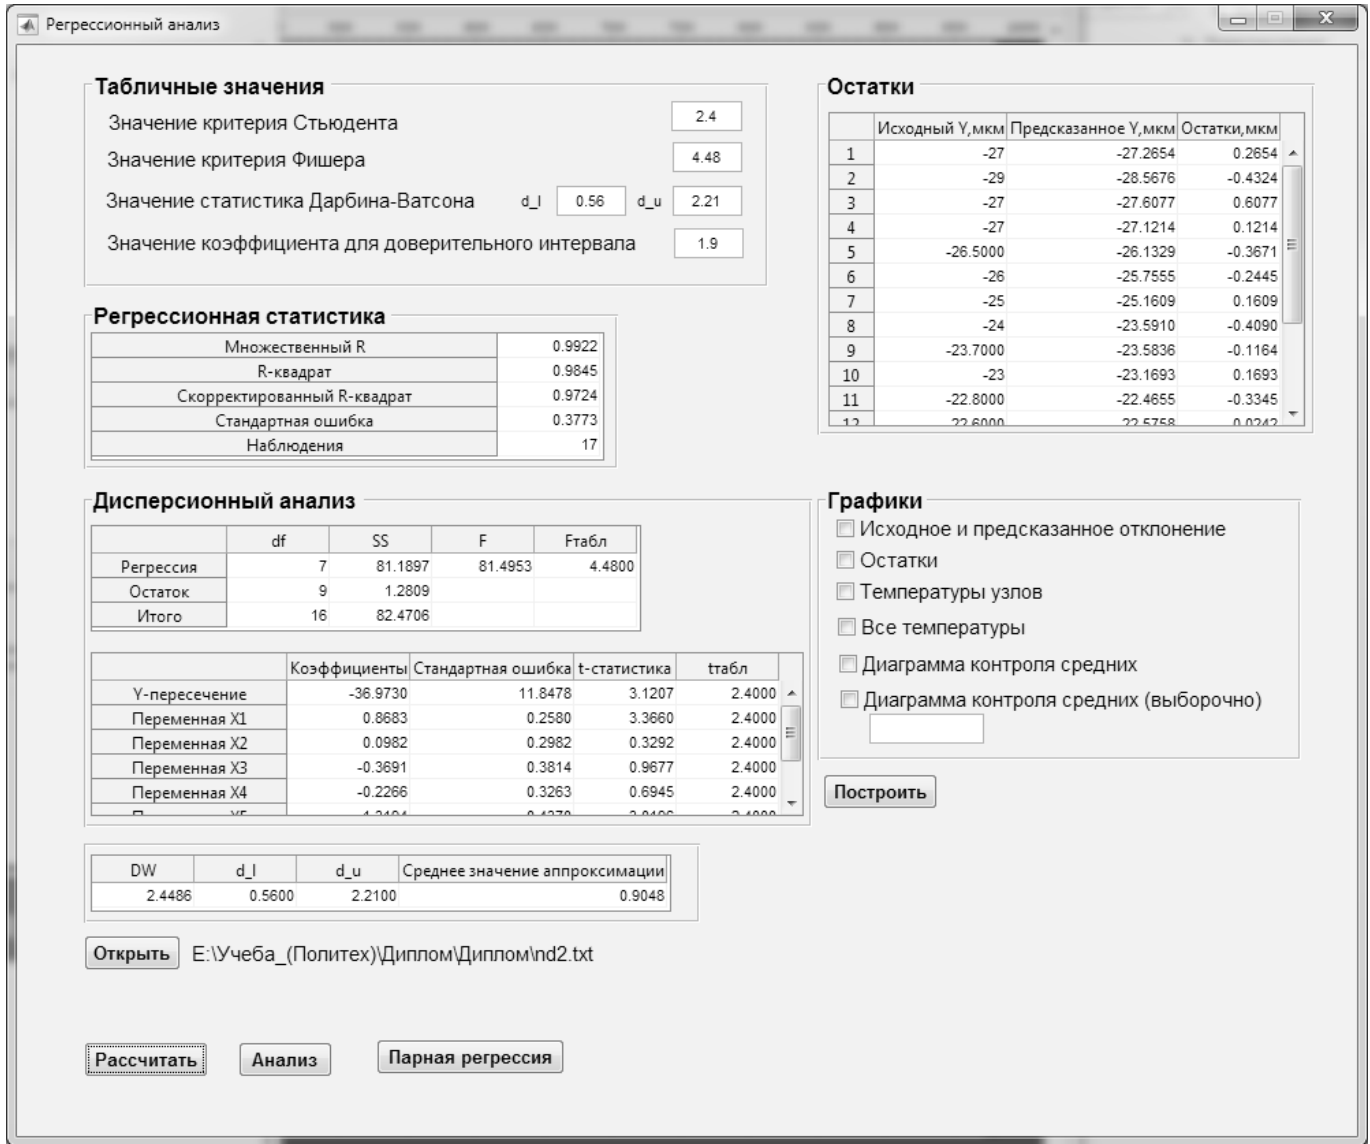 Регрессионный анализ
Табличные значения
Значение критерия Стьюдента 2.4
Значение критерия Фишера 4.48
Значение статистика Дарбина-Ватсона d_l 0.56 d_u 2.21
Значение коэффициента для доверительного интервала 1.9
Остатки
Исходный Y,мкм Предсказанное Y,мкм Остатки,мкм
1 -27 -27.2654 0.2654
2 -29 -28.5676 -0.4324
3 -27 -27.6077 0.6077
4 -27 -27.1214 0.1214
5 -26.5000 -26.1329 -0.3671
6 -26 -25.7555 -0.2445
7 -25 -25.1609 0.1609
8 -24 -23.5910 -0.4090
9 -23.7000 -23.5836 -0.1164
10 -23 -23.1693 0.1693
11 -22.8000 -22.4655 -0.3345
12 22.6000 22.5758 0.0242
Регрессионная статистика
Множественный R 0.9922
R-квадрат 0.9845
Скорректированный R-квадрат 0.9724
Стандартная ошибка 0.3773
Наблюдения 17
Дисперсионный анализ
df SS F Fтабл
Регрессия 7 81.1897 81.4953 4.4800
Остаток 9 1.2809
Итого 16 82.4706
Коэффициенты Стандартная ошибка t-статистика tтабл
Y-пересечение -36.9730 11.8478 3.1207 2.4000
Переменная X1 0.8683 0.2580 3.3660 2.4000
Переменная X2 0.0982 0.2982 0.3292 2.4000
Переменная X3 -0.3691 0.3814 0.9677 2.4000
Переменная X4 -0.2266 0.3263 0.6945 2.4000
Графики
Исходное и предсказанное отклонение
Остатки
Температуры узлов
Все температуры
Диаграмма контроля средних
Диаграмма контроля средних (выборочно)
Построить
DW d_l d_u Среднее значение аппроксимации
2.4486 0.5600 2.2100 0.9048
Открыть E:\Учеба_(Политех)\Диплом\Диплом\nd2.txt
Рассчитать Анализ Парная регрессия